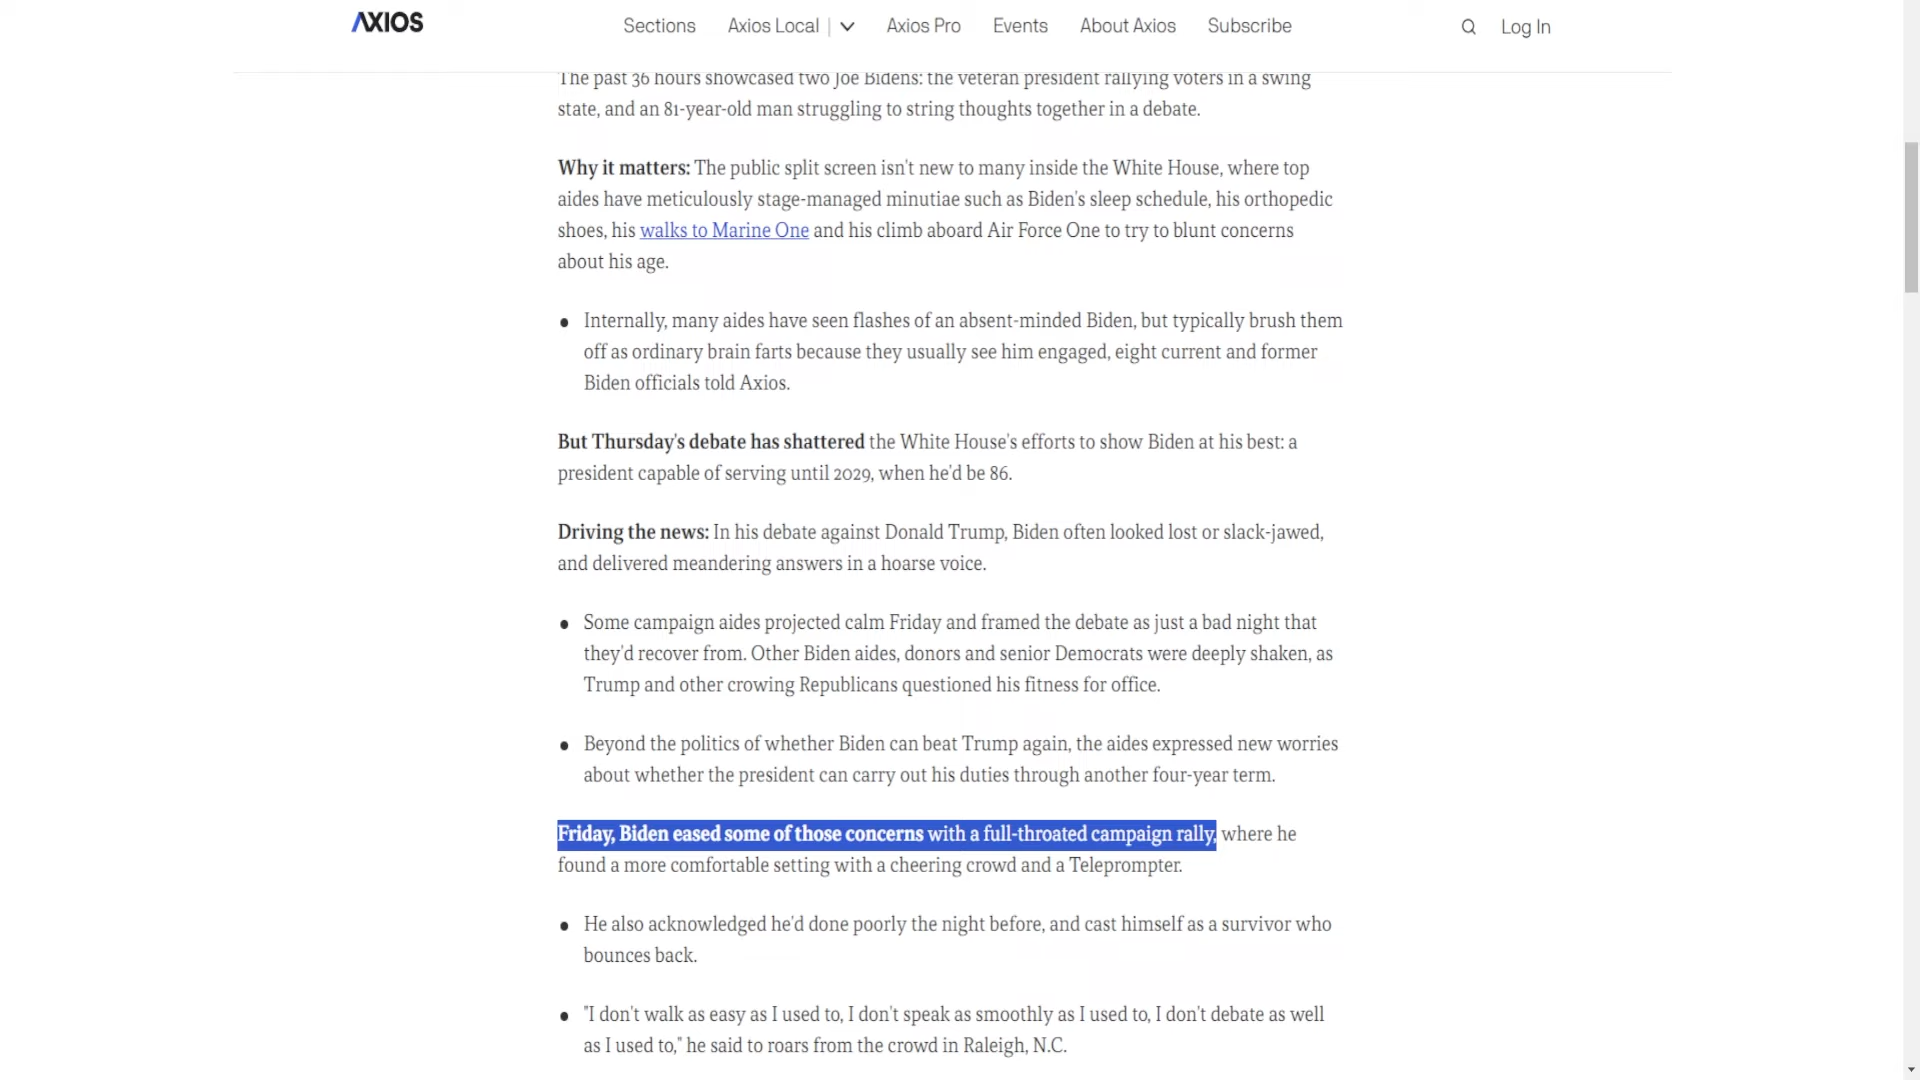 AXIOS
Sections Axios Local | Axios Pro Events About Axios Subscribe Log In
The past 36 hours showcased two Joe Bidens: the veteran president rallying voters in a swing
state, and an 81-year-old man struggling to string thoughts together in a debate.
Why it matters: The public split screen isn't new to many inside the White House, where top
aides have meticulously stage-managed minutiae such as Biden's sleep schedule, his orthopedic
shoes, his walks to Marine One and his climb aboard Air Force One to try to blunt concerns
about his age.
● Internally, many aides have seen flashes of an absent-minded Biden, but typically brush them
off as ordinary brain farts because they usually see him engaged, eight current and former
Biden officials told Axios.
But Thursday's debate has shattered the White House's efforts to show Biden at his best: a
president capable of serving until 2029, when he'd be 86.
Driving the news: In his debate against Donald Trump, Biden often looked lost or slack-jawed,
and delivered meandering answers in a hoarse voice.
● Some campaign aides projected calm Friday and framed the debate as just a bad night that
they'd recover from. Other Biden aides, donors and senior Democrats were deeply shaken, as
Trump and other crowing Republicans questioned his fitness for office.
● Beyond the politics of whether Biden can beat Trump again, the aides expressed new worries
about whether the president can carry out his duties through another four-year term.
Friday, Biden eased some of those concerns with a full-throated campaign rally, where he
found a more comfortable setting with a cheering crowd and a Teleprompter.
● He also acknowledged he'd done poorly the night before, and cast himself as a survivor who
bounces back.
● "I don't walk as easy as I used to, I don't speak as smoothly as I used to, I don't debate as well
as I used to," he said to roars from the crowd in Raleigh, N.C.